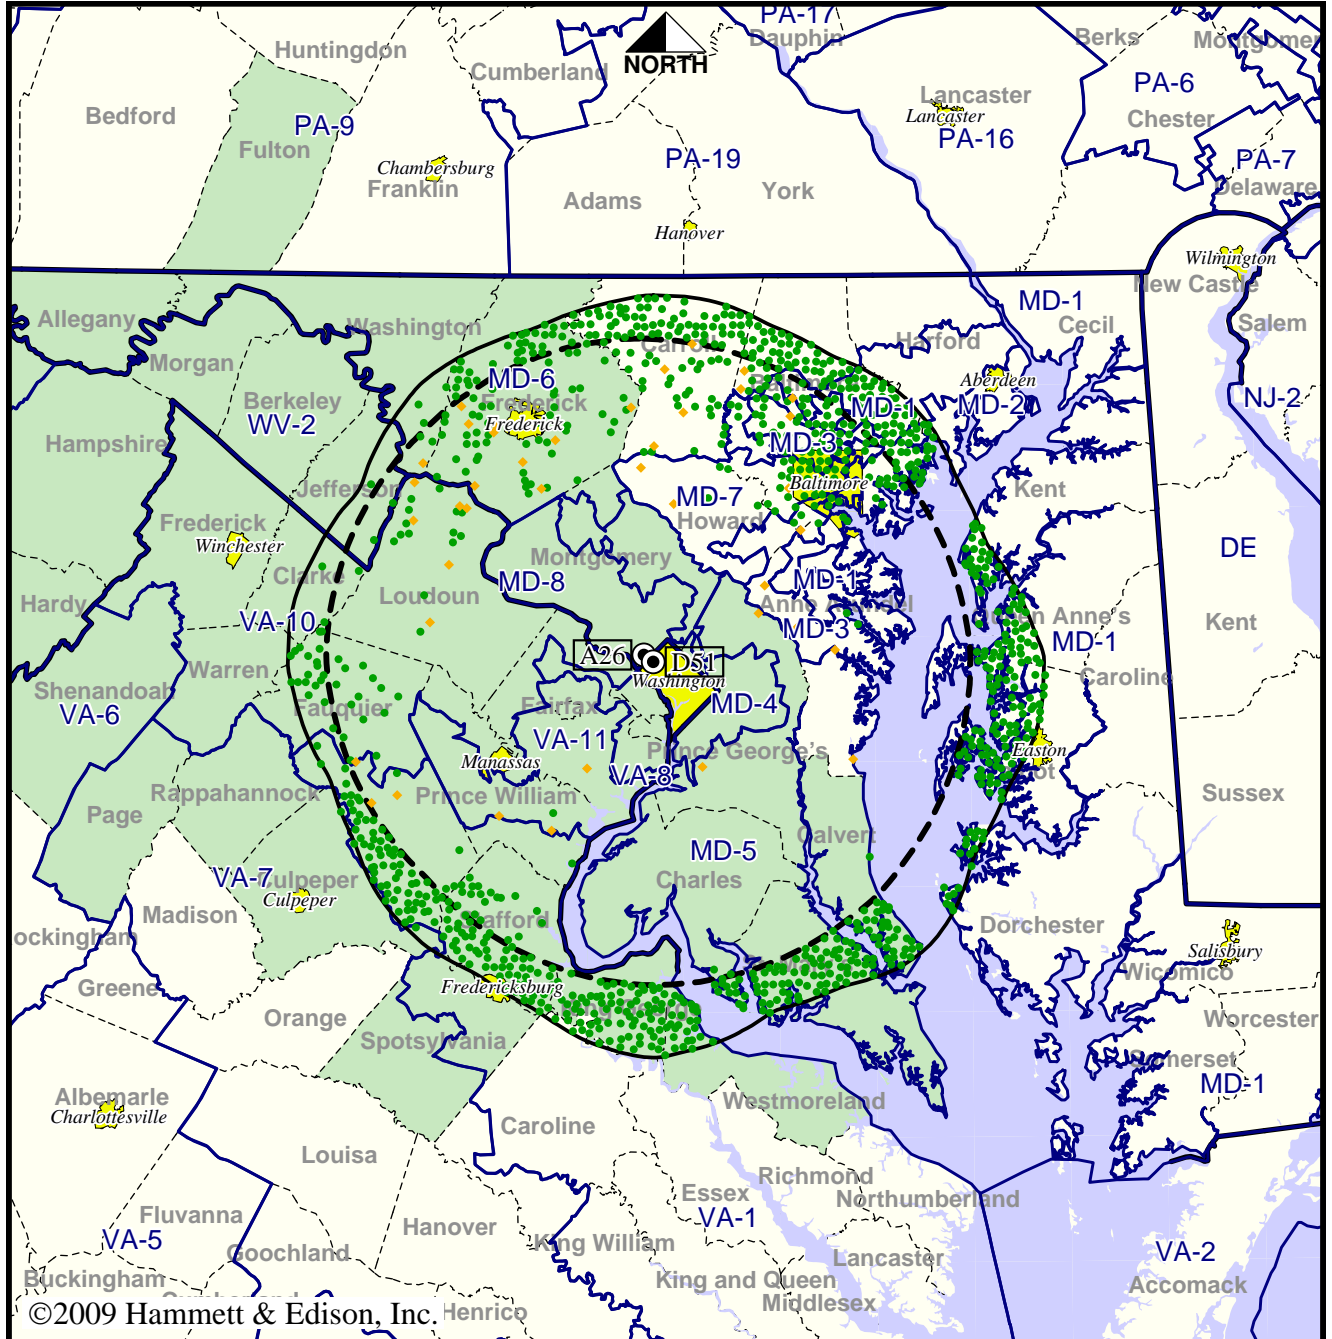 PA-17
Dauphin
Berks
Montgomer
Huntingdon
Cumberland
NORTH
PA-6
Bedford
Lancaster
Lancaster
Chester
PA-9
PA-16
Fulton
Chambersburg
Franklin
PA-19
PA-7
Delaware
Adams
York
Hanover
Wilmington
New Castle
MD-1
Allegany
Washington
Cecil
Salem
Harford
Carroll
Morgan
MD-6
Aberdeen
Berkeley
Frederick
Frederick
MD-1
MD-2
NJ-2
WV-2
Hampshire
MD-3
Baltimore
Jefferson
MD-7
Kent
Howard
Frederick
Winchester
Montgomery
DE
Clarke
MD-8
MD-1
Hardy
Loudoun
Anne Arundel
VA-10
MD-3
Queen Anne's
MD-1
Kent
A26
D51
Warren
Washington
Caroline
Shenandoah
VA-6
Fauquier
Fairfax
MD-4
VA-11
Prince George's
Easton
Manassas
VA-8
Rappahannock
Prince William
Sussex
Page
Calvert
MD-5
VA-7
Culpeper
Culpeper
Charles
Madison
Stafford
Dorchester
ockingham
Salisbury
Wicomico
Greene
Fredericksburg
Orange
Worcester
Spotsylvania
Somerset
MD-1
Albemarle
Charlottesville
Westmoreland
Caroline
Louisa
Richmond
Essex
Northumberland
Fluvanna
VA-1
Hanover
VA-5
Goochland
King William
Lancaster
VA-2
Buckingham
King and Queen
Accomack
Middlesex
©2009 Hammett & Edison, Inc.
Henrico